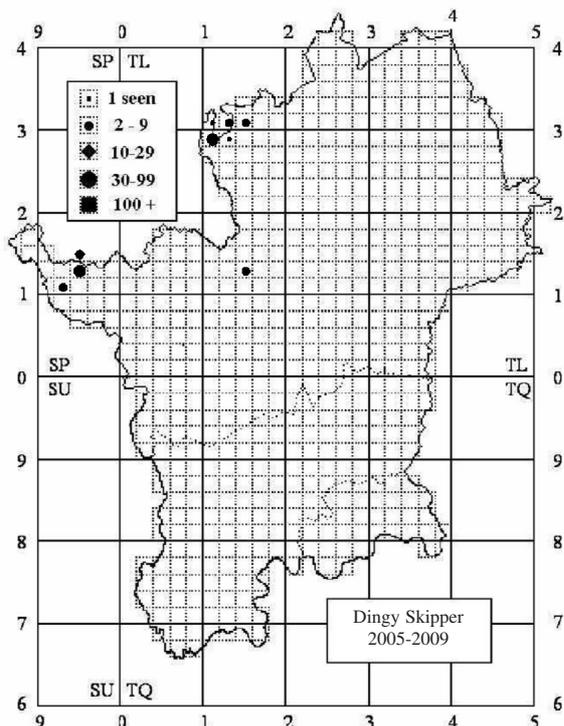 4 4
SP TL
1 seen
2 - 9
10-29
30-99
100 +
3 3
2 2
9 0 1 2 3 4 5
1 1
SP TL
0 0
SU TQ
9 9
8 8
7 7
Dingy Skipper
2005-2009
6 6
SU TQ
9 0 1 2 3 4 5